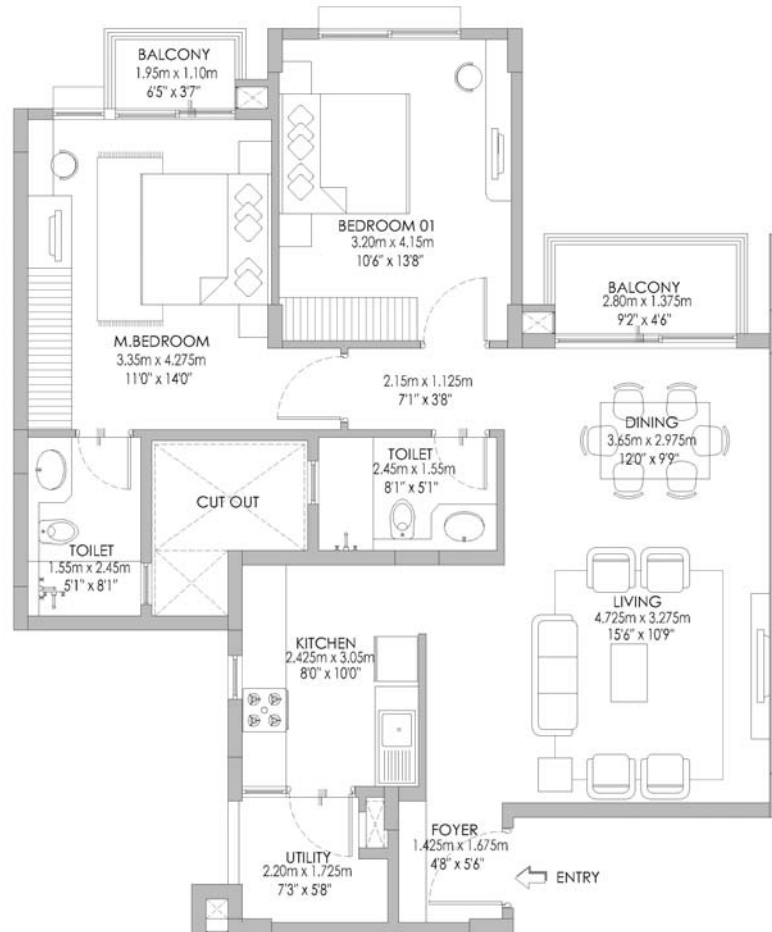 BALCONY
1.95m x 1.10m
6'5" x 3'7"
BEDROOM 01
3.20m x 4.15m
10'6" x 13'8"
BALCONY
2.80m x 1.375m
9'2" x 4'6"
M.BEDROOM
3.35m x 4.275m
11'0" x 14'0"
2.15m x 1.125m
7'1" x 3'8"
DINING
3.65m x 2.975m
12'0" x 9'9"
TOILET
2.45m x 1.55m
8'1" x 5'1"
CUT OUT
TOILET
1.55m x 2.45m
5'1" x 8'1"
LIVING
4.725m x 3.275m
15'6" x 10'9"
KITCHEN
2.425m x 3.05m
8'0" x 10'0"
FOYER
1.425m x 1.675m
4'8" x 5'6"
UTILITY
2.20m x 1.725m
7'3" x 5'8"
ENTRY